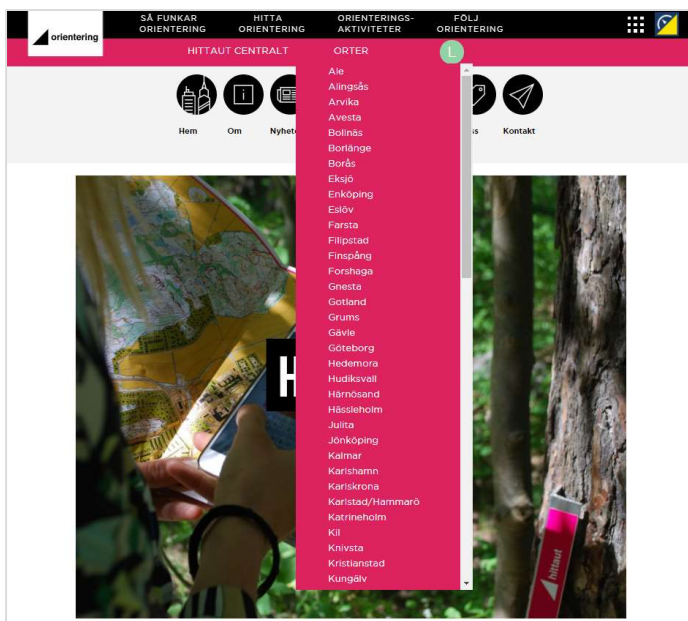 orientering
SÅ FUNKAR
ORIENTERING
HITTA
ORIENTERING
ORIENTERINGS-
AKTIVITETER
FÖLJ
ORIENTERING
HITTAUT CENTRALT
ORTER
L
Hem
Om
Kontakt
Ale
Alingsås
Arvika
Avesta
Bollnäs
Borlänge
Borås
Eksjö
Enköping
Eslöv
Farsta
Filipstad
Finspång
Forshaga
Gnesta
Gotland
Grums
Gävle
Göteborg
Hedemora
Hudiksvall
Härnösand
Hässleholm
Julita
Jönköping
Kalmar
Karlshamn
Karlskrona
Karlstad/Hammarö
Katrineholm
Kil
Knivsta
Kristianstad
Kungälv
H
hittaut